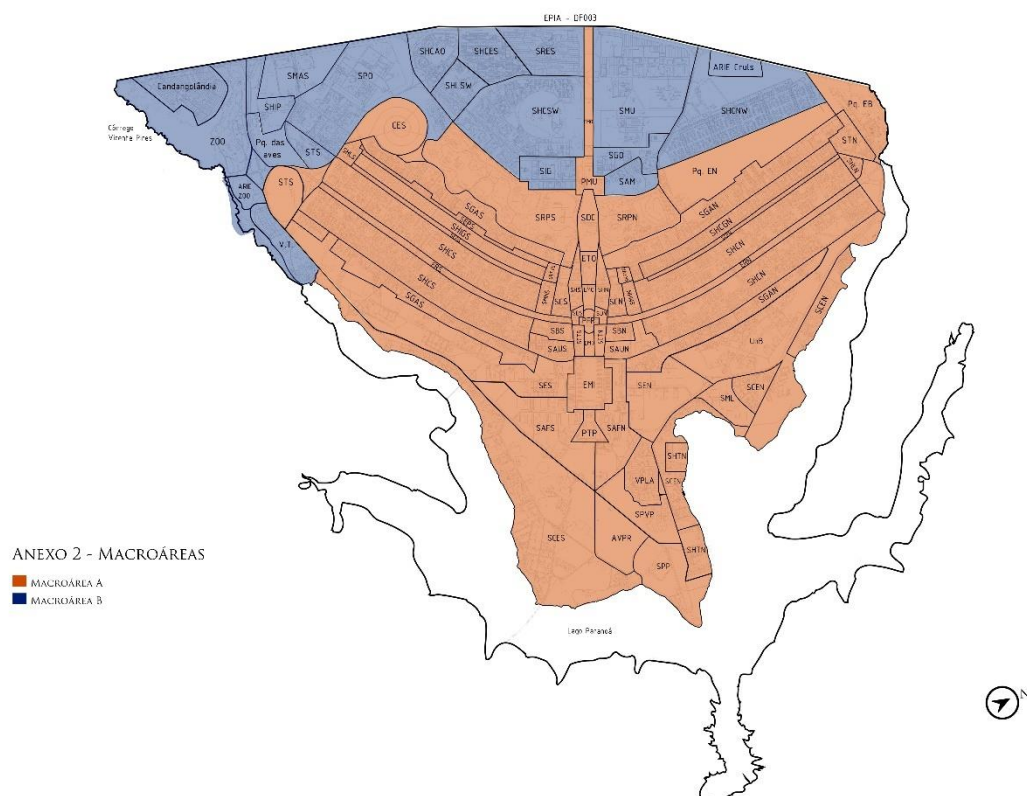 EPIA - DF003
SHCAO
SHCES
SRES
SMAS
SPO
ARIE Cruls
Candangolândia
SHLSW
SHCSW
SMU
SHCNW
SHIP
CES
Pq. EB
Córrego
Vicente Pires
ZOO
Pq. das
aves
STS
STN
SGO
SIG
SAM
Pq. EN
PMU
ARIE
ZOO
STS
SGAS
SGAN
SRPS
SDC
SRPN
SHCGN
V.T.
SHIGS
SHCS
ETO
SHCN
SHCS
SHCN
SES
SEN
SGAS
SGAN
SCEN
PFR
SBS
SBN
SAUS
SAUN
UnB
SES
EMI
SEN
SCEN
SML
SAFS
PTP
SAFN
SHTN
VPLA
SCEN
SPVP
SCES
AVPR
SHTN
SPP
ANEXO 2 - MACROÁREAS
MACROÁREA A
MACROÁREA B
Lago Paranoá
N